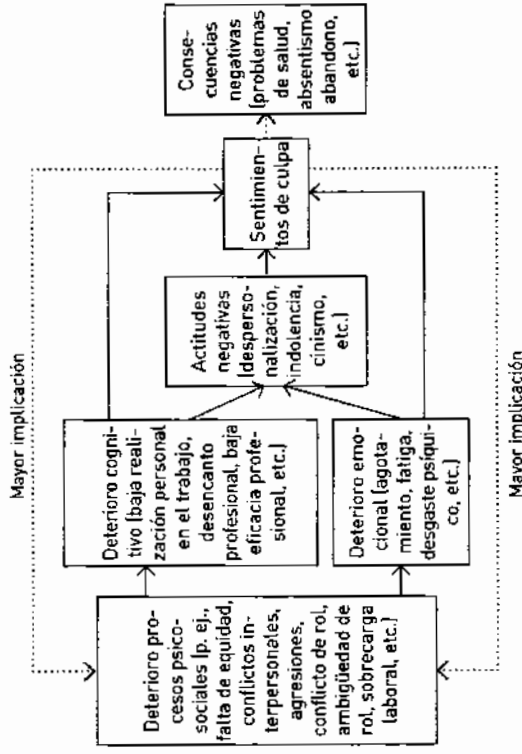 Mayor implicación
Deterioro pro-
cesos psico-
sociales (p. ej.,
falta de equidad,
conflictos in-
terpersonales,
agresiones,
conflicto de rol,
ambigüedad de
rol, sobrecarga
laboral, etc.)
Deterioro cogni-
tivo (baja reali-
zación personal
en el trabajo,
desencanto
profesional, baja
eficacia profe-
sional, etc.)
Deterioro emo-
cional (agota-
miento, fatiga,
desgaste psíqui-
co, etc.)
Actitudes
negativas
(desperso-
nalización,
indolencia,
cinismo,
etc.)
Sentimien-
tos de culpa
Conse-
cuencias
negativas
(problemas
de salud,
absentismo
abandono,
etc.)
Mayor implicación